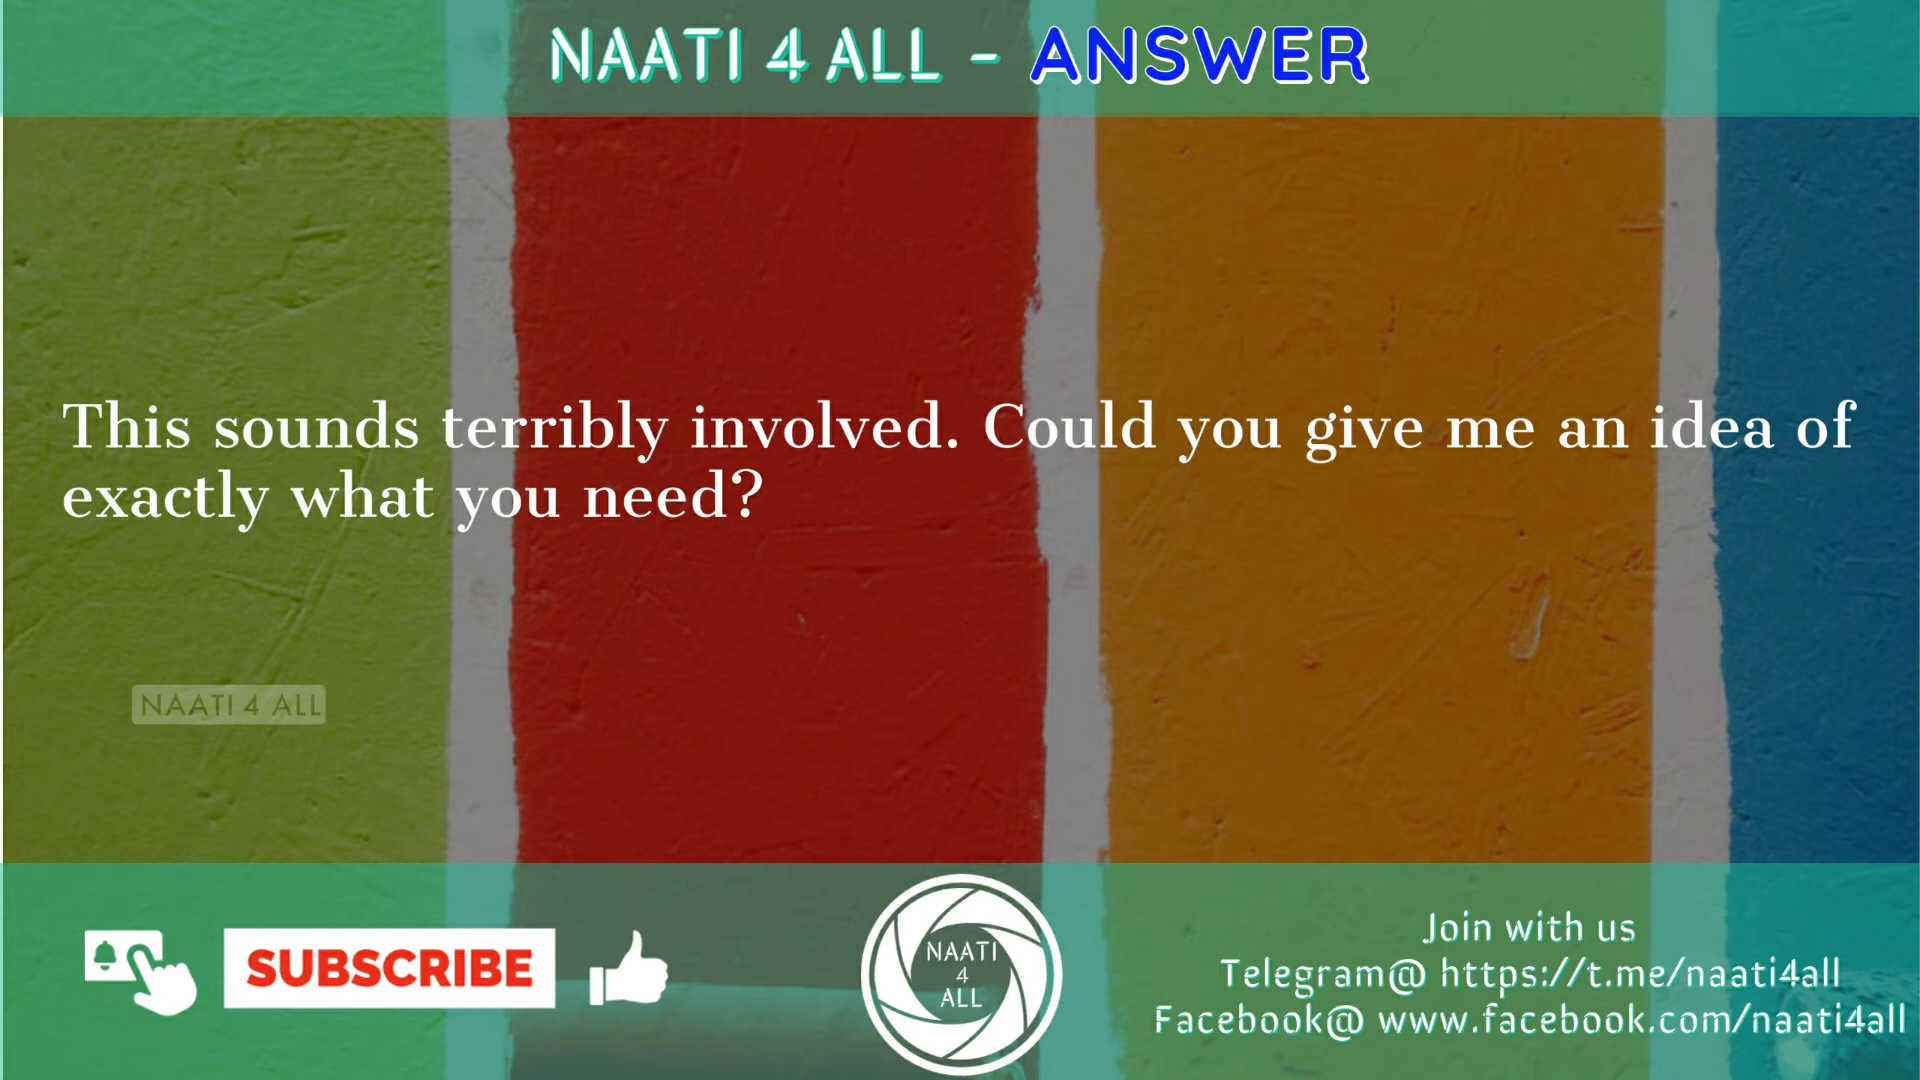 NAATI 4 ALL - ANSWER
This sounds terribly involved. Could you give me an idea of
exactly what you need?
NAATI 4 ALL
SUBSCRIBE
NAATI
4
ALL
Join with us
Telegram@ https://t.me/naati4all
Facebook@ www.facebook.com/naati4all